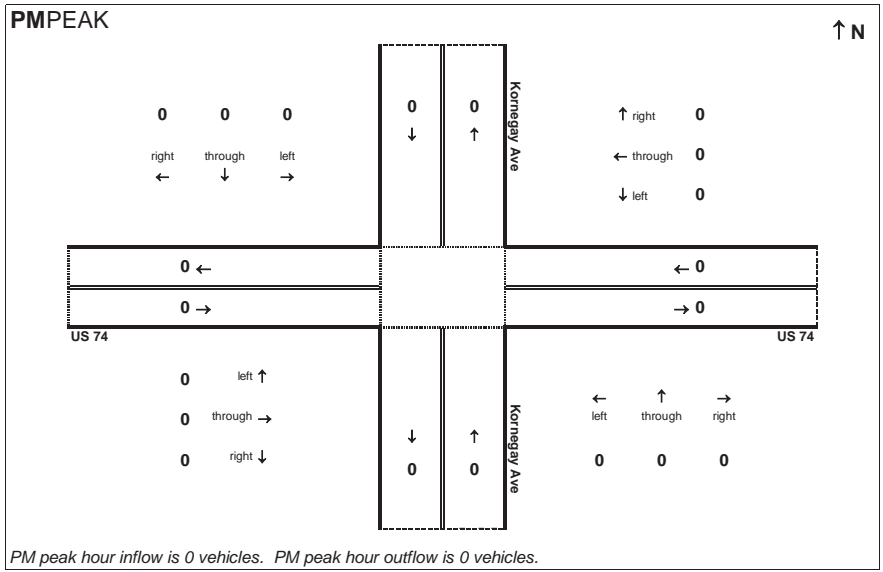 PM PEAK
↑ N
Kornegay Ave
0 0 0
right through left
← ↓ →
0 0
↓ ↑
↑ right 0
← through 0
↓ left 0
0 ←
0 →
← 0
→ 0
US 74
US 74
0 left ↑
0 through →
0 right ↓
↓ ↑
0 0
Kornegay Ave
← ↑ →
left through right
0 0 0
PM peak hour inflow is 0 vehicles. PM peak hour outflow is 0 vehicles.